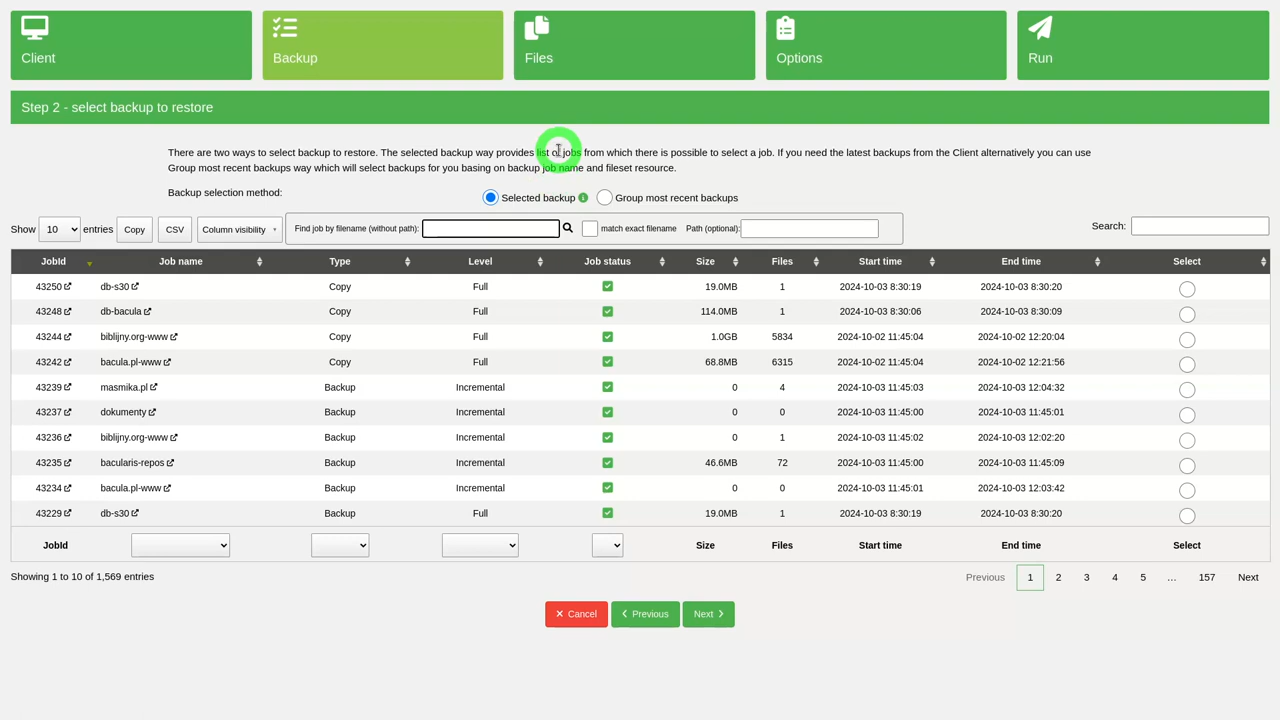 Client Backup Files Options Run
Step 2 - select backup to restore
There are two ways to select backup to restore. The selected backup way provides list of jobs from which there is possible to select a job. If you need the latest backups from the Client alternatively you can use
Group most recent backups way which will select backups for you basing on backup job name and fileset resource.
Backup selection method:
Selected backup Group most recent backups
Show 10 entries Copy CSV Column visibility Find job by filename (without path): match exact filename Path (optional): Search:
JobId Job name Type Level Job status Size Files Start time End time Select
43250 db-s30 Copy Full 19.0MB 1 2024-10-03 8:30:19 2024-10-03 8:30:20
43248 db-bacula Copy Full 114.0MB 1 2024-10-03 8:30:06 2024-10-03 8:30:09
43244 biblijny.org-www Copy Full 1.0GB 5834 2024-10-02 11:45:04 2024-10-02 12:20:04
43242 bacula.pl-www Copy Full 68.8MB 6315 2024-10-02 11:45:04 2024-10-02 12:21:56
43239 masmika.pl Backup Incremental 0 4 2024-10-03 11:45:03 2024-10-03 12:04:32
43237 dokumenty Backup Incremental 0 0 2024-10-03 11:45:00 2024-10-03 11:45:01
43236 biblijny.org-www Backup Incremental 0 1 2024-10-03 11:45:02 2024-10-03 12:02:20
43235 bacularis-repos Backup Incremental 46.6MB 72 2024-10-03 11:45:00 2024-10-03 11:45:09
43234 bacula.pl-www Backup Incremental 0 0 2024-10-03 11:45:01 2024-10-03 12:03:42
43229 db-s30 Backup Full 19.0MB 1 2024-10-03 8:30:19 2024-10-03 8:30:20
JobId Size Files Start time End time Select
Showing 1 to 10 of 1,569 entries Previous 1 2 3 4 5 … 157 Next
Cancel Previous Next